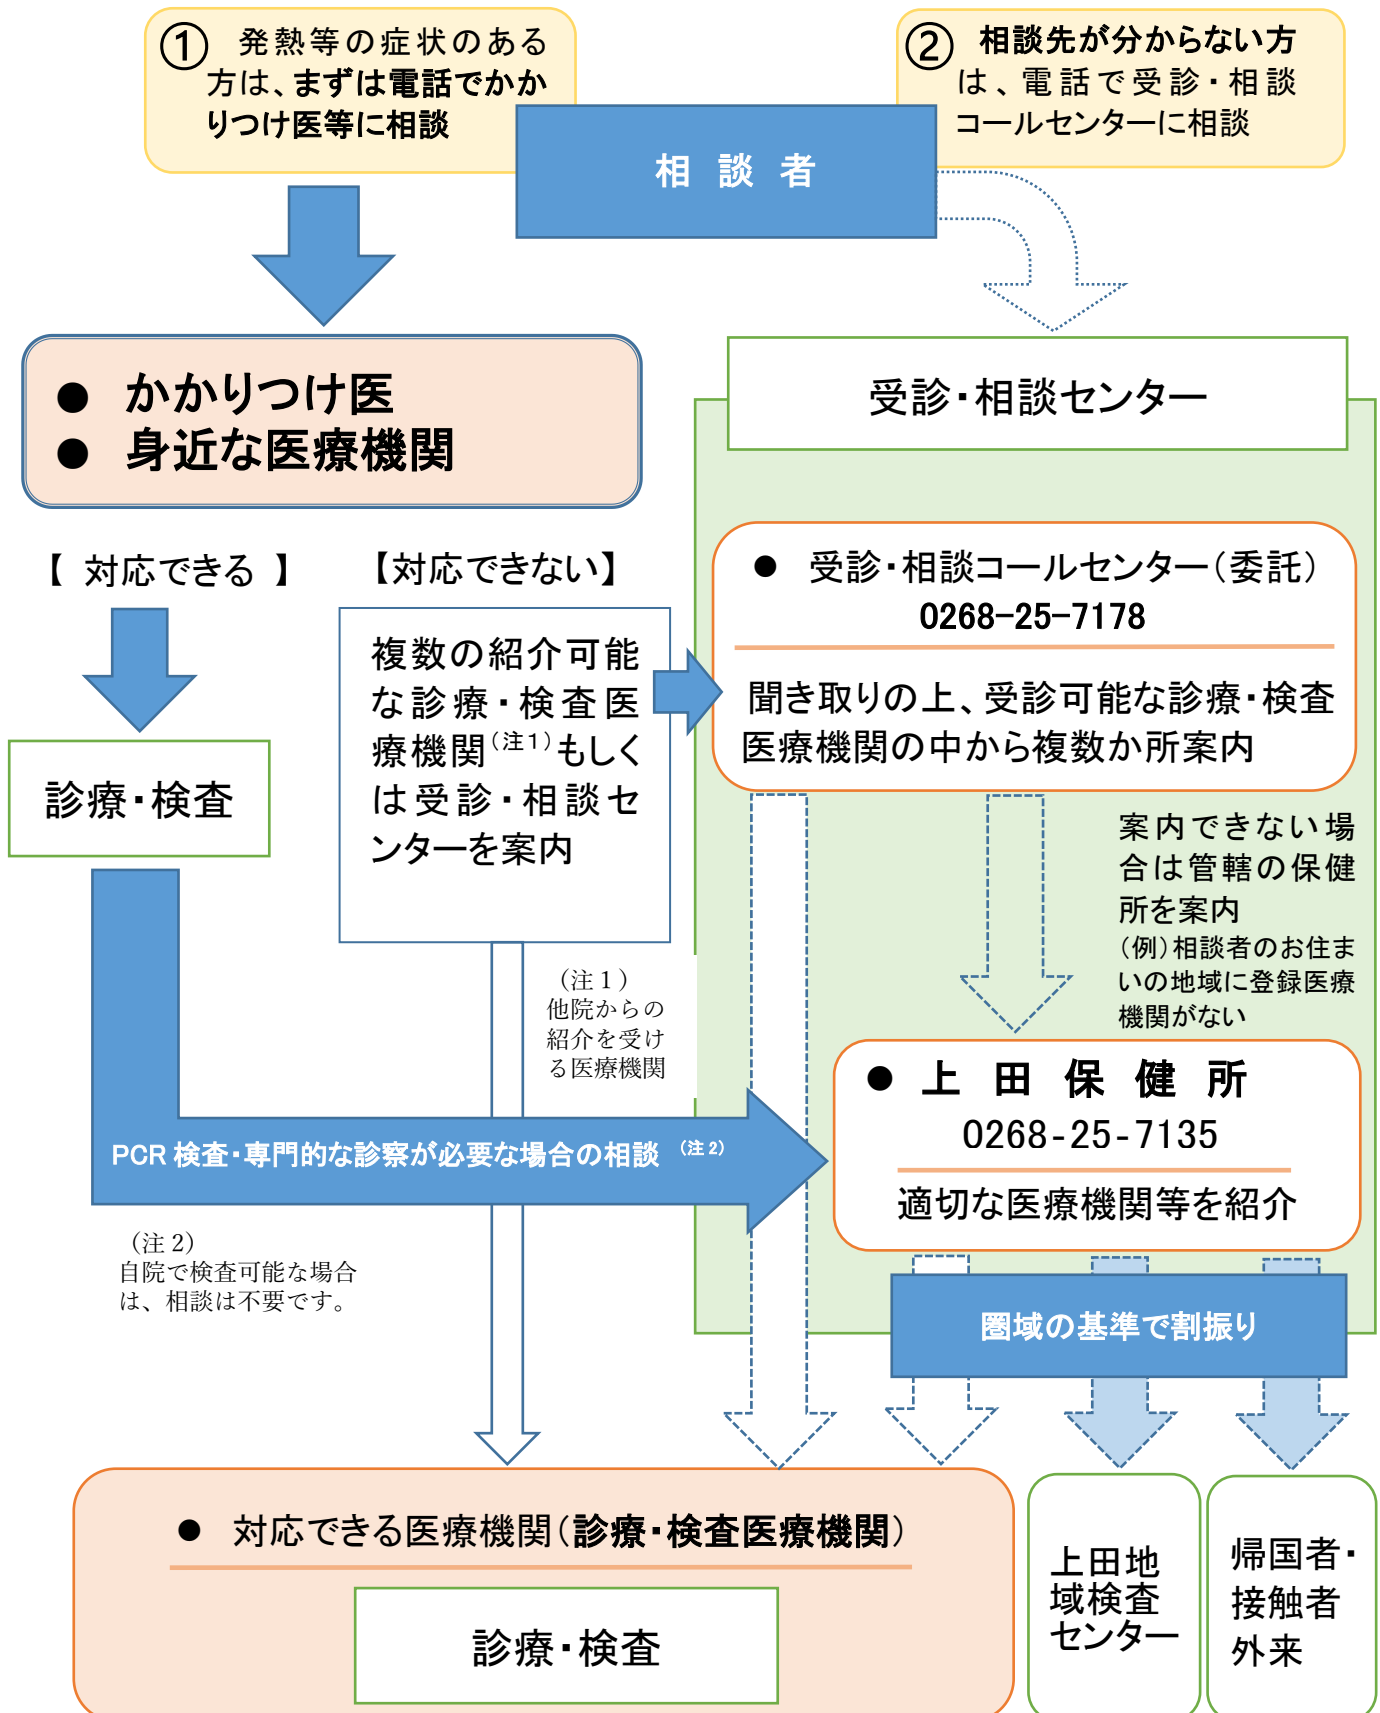 ① 発熱等の症状のある
方は、まずは電話でかか
りつけ医等に相談
② 相談先が分からない方
は、電話で受診・相談
コールセンターに相談
相談者
● かかりつけ医
● 身近な医療機関
受診・相談センター
【 対応できる 】
【対応できない】
診療・検査
複数の紹介可能
な診療・検査医
療機関(注1)もしく
は受診・相談セ
ンターを案内
● 受診・相談コールセンター(委託)
0268-25-7178
聞き取りの上、受診可能な診療・検査
医療機関の中から複数か所案内
案内できない場
合は管轄の保健
所を案内
(例)相談者のお住ま
いの地域に登録医療
機関がない
(注1)
他院からの
紹介を受け
る医療機関
● 上田保健所
0268-25-7135
適切な医療機関等を紹介
PCR 検査・専門的な診察が必要な場合の相談 (注2)
(注2)
自院で検査可能な場合
は、相談は不要です。
圏域の基準で割振り
● 対応できる医療機関(診療・検査医療機関)
診療・検査
上田地
域検査
センター
帰国者・
接触者
外来